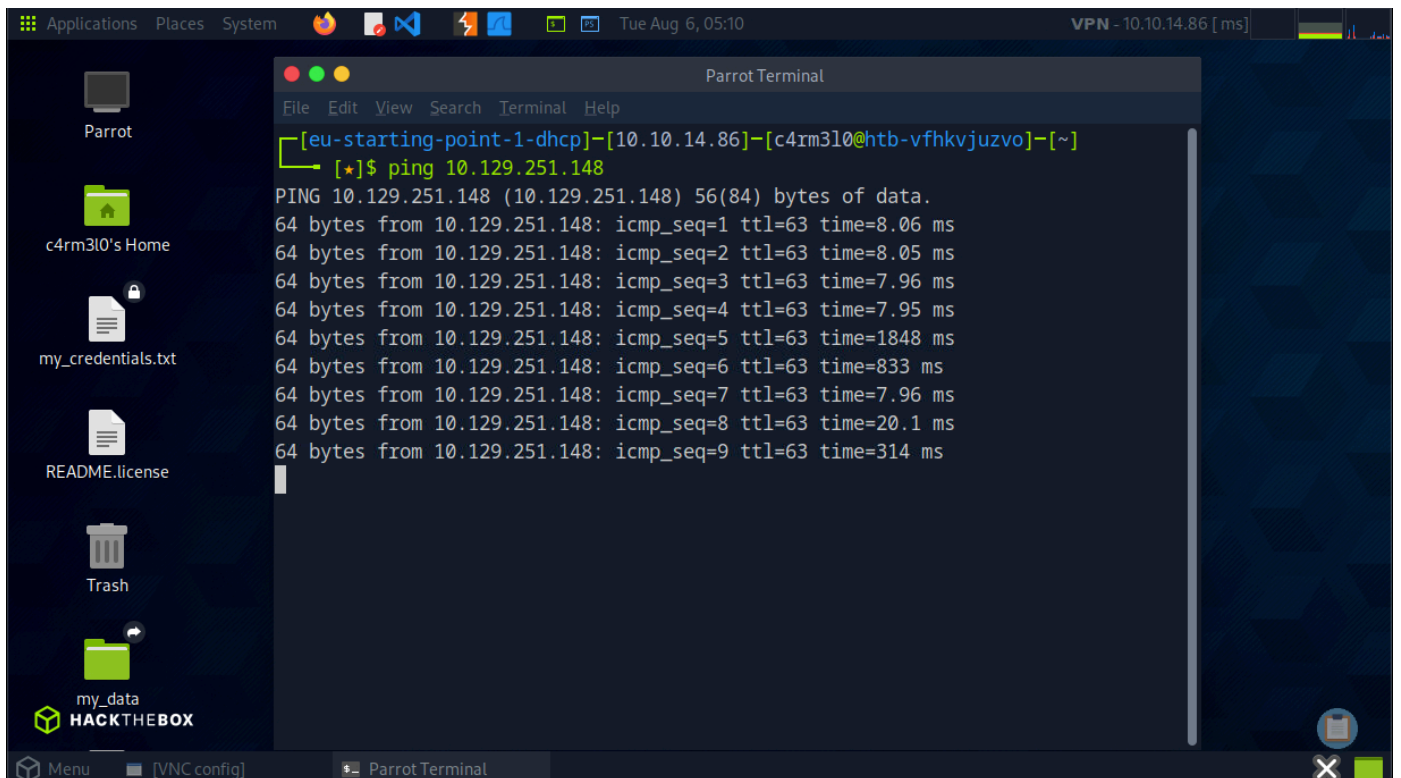 Applications Places System Tue Aug 6, 05:10 VPN - 10.10.14.86 [ ms]
Parrot Terminal
File Edit View Search Terminal Help
[eu-starting-point-1-dhcp]-[10.10.14.86]-[c4rm3l0@htb-vfhkvjuzvo]-[~]
[★]$ ping 10.129.251.148
PING 10.129.251.148 (10.129.251.148) 56(84) bytes of data.
64 bytes from 10.129.251.148: icmp_seq=1 ttl=63 time=8.06 ms
64 bytes from 10.129.251.148: icmp_seq=2 ttl=63 time=8.05 ms
64 bytes from 10.129.251.148: icmp_seq=3 ttl=63 time=7.96 ms
64 bytes from 10.129.251.148: icmp_seq=4 ttl=63 time=7.95 ms
64 bytes from 10.129.251.148: icmp_seq=5 ttl=63 time=1848 ms
64 bytes from 10.129.251.148: icmp_seq=6 ttl=63 time=833 ms
64 bytes from 10.129.251.148: icmp_seq=7 ttl=63 time=7.96 ms
64 bytes from 10.129.251.148: icmp_seq=8 ttl=63 time=20.1 ms
64 bytes from 10.129.251.148: icmp_seq=9 ttl=63 time=314 ms
Parrot
c4rm3l0's Home
my_credentials.txt
README.license
Trash
my_data
HACKTHEBOX
Menu [VNC config] Parrot Terminal